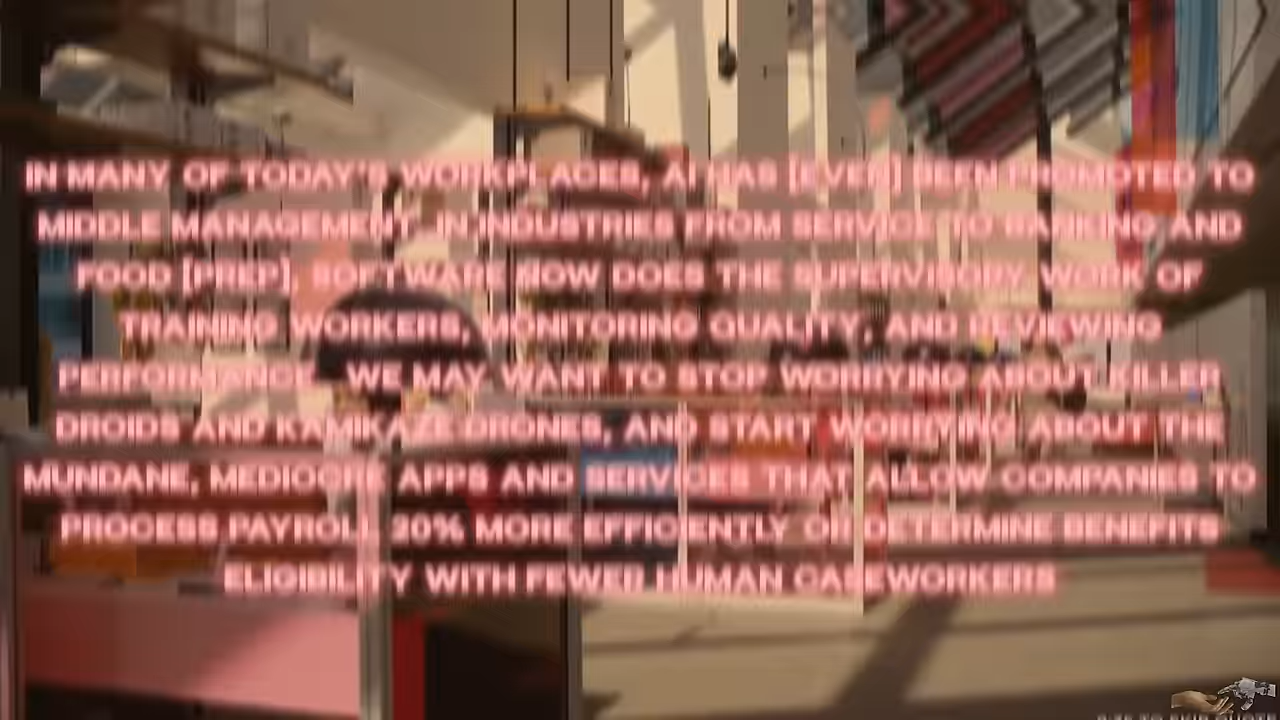 IN MANY OF TODAY'S WORKPLACES, AI HAS [EVEN] BEEN PROMOTED TO
MIDDLE MANAGEMENT. IN INDUSTRIES FROM SERVICE TO BANKING AND
FOOD [PREP], SOFTWARE NOW DOES THE SUPERVISORY WORK OF
TRAINING WORKERS, MONITORING QUALITY, AND REVIEWING
PERFORMANCE. WE MAY WANT TO STOP WORRYING ABOUT KILLER
DROIDS AND KAMIKAZE DRONES, AND START WORRYING ABOUT THE
MUNDANE, MEDIOCRE APPS AND SERVICES THAT ALLOW COMPANIES TO
PROCESS PAYROLL 20% MORE EFFICIENTLY OR DETERMINE BENEFITS
ELIGIBILITY WITH FEWER HUMAN CASEWORKERS